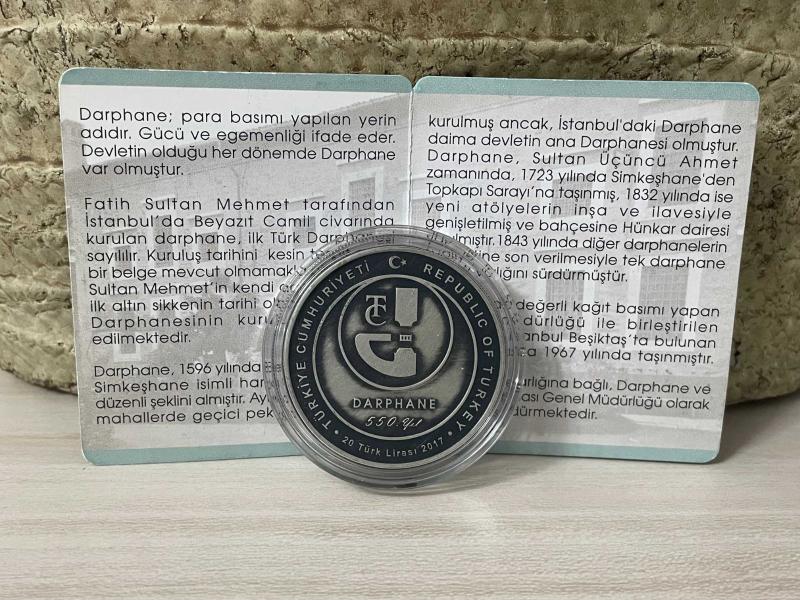 Darphane; para basımı yapılan yerin
adıdır. Gücü ve egemenliği ifade eder.
Devletin olduğu her dönemde Darphane
var olmuştur.
Fatih Sultan Mehmet tarafından
İstanbul'da Beyazıt Camii civarında
kurulan darphane, ilk Türk Darphanesi
sayılılir. Kuruluş tarihini kesin
bir belge mevcut olmamakla
Sultan Mehmet'in kendi
ilk altın sikkenin tarihi
Darphanesinin
edilmektedir.
Darphane, 1596 yılında
Simkeşhane isimli
düzenli şeklini almıştır.
mahallerde geçici
kurulmuş ancak, İstanbul'daki Darphane
daima devletin ana Darphanesi olmuştur.
Darphane, Sultan Üçüncü Ahmet
zamanında, 1723 yılında Simkeşhane'den
Topkapı Sarayı'na taşınmış, 1832 yılında ise
yeni atölyelerin inşa ve ilavesiyle
genişletilmiş ve bahçesine Hünkar dairesi
1843 yılında diğer darphanelerin
son verilmesiyle tek darphane
sürdürmüştür.
değerli kağıt basımı yapan
ile birleştirilen
Beşiktaş'ta bulunan
1967 yılında taşınmıştır.
bağlı, Darphane ve
Genel Müdürlüğü olarak
TÜRKİYE CUMHURİYETİ
REPUBLIC OF TURKEY
TC
DARPHANE
550.Yıl
20 Türk Lirası 2017